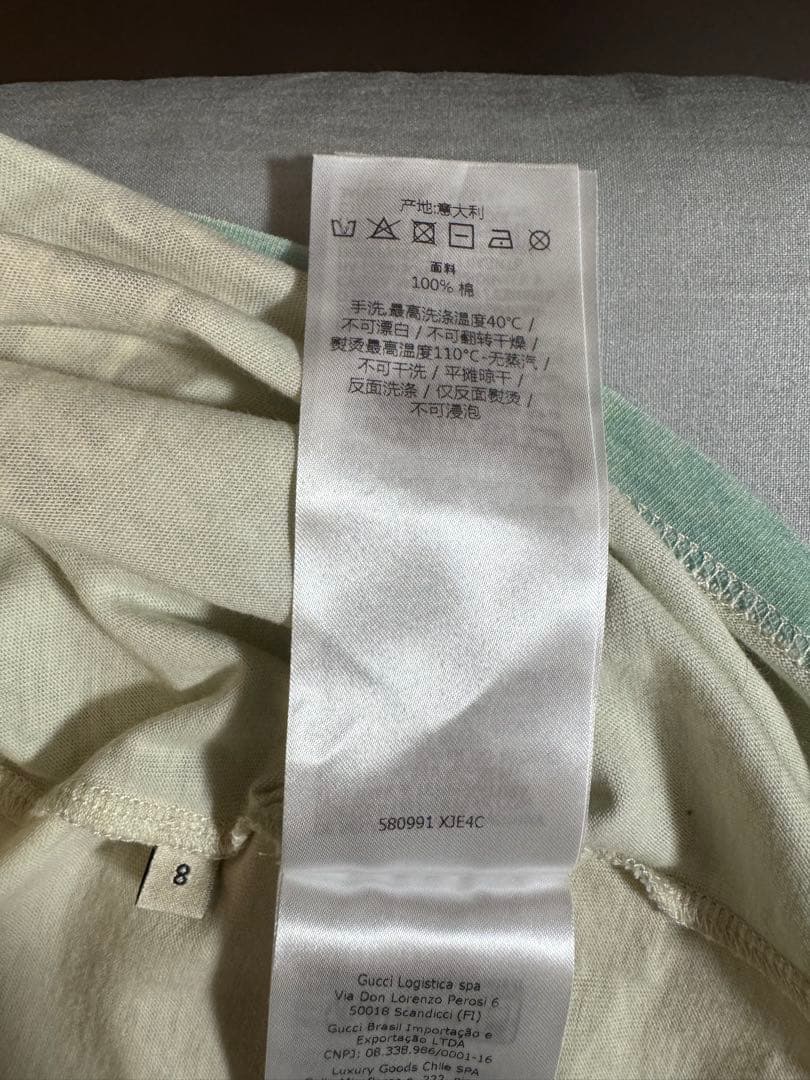 产地:意大利
面料
100% 棉
手洗,最高洗涤温度40℃ /
不可漂白 / 不可翻转干燥 /
熨烫最高温度110℃-无蒸汽 /
不可干洗 / 平摊晾干 /
反面洗涤 / 仅反面熨烫 /
不可浸泡
580991 XJE4C
8
Gucci Logistica spa
Via Don Lorenzo Perosi 6
50018 Scandicci (FI)
Gucci Brasil Importação e
Exportação LTDA
CNPJ: 08.338.986/0001-16
Luxury Goods Chile SPA